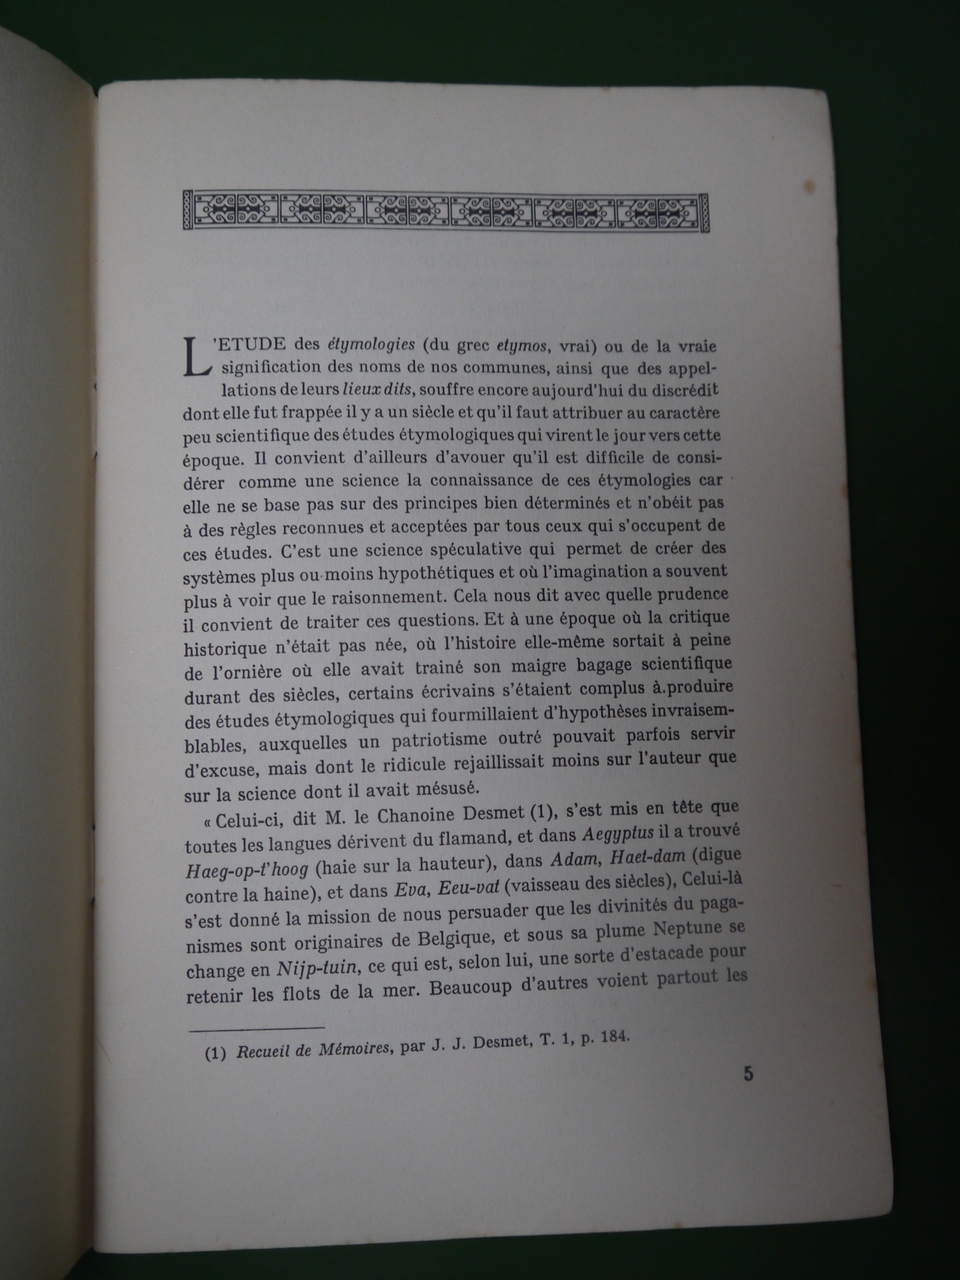 L'ETUDE des étymologies (du grec etymos, vrai) ou de la vraie
signification des noms de nos communes, ainsi que des appel-
lations de leurs lieux dits, souffre encore aujourd'hui du discrédit
dont elle fut frappée il y a un siècle et qu'il faut attribuer au caractère
peu scientifique des études étymologiques qui virent le jour vers cette
époque. Il convient d'ailleurs d'avouer qu'il est difficile de consi-
dérer comme une science la connaissance de ces étymologies car
elle ne se base pas sur des principes bien déterminés et n'obéit pas
à des règles reconnues et acceptées par tous ceux qui s'occupent de
ces études. C'est une science spéculative qui permet de créer des
systèmes plus ou moins hypothétiques et où l'imagination a souvent
plus à voir que le raisonnement. Cela nous dit avec quelle prudence
il convient de traiter ces questions. Et à une époque où la critique
historique n'était pas née, où l'histoire elle-même sortait à peine
de l'ornière où elle avait trainé son maigre bagage scientifique
durant des siècles, certains écrivains s'étaient complus à.produire
des études étymologiques qui fourmillaient d'hypothèses invraisem-
blables, auxquelles un patriotisme outré pouvait parfois servir
d'excuse, mais dont le ridicule rejaillissait moins sur l'auteur que
sur la science dont il avait mésusé.
« Celui-ci, dit M. le Chanoine Desmet (1), s'est mis en tête que
toutes les langues dérivent du flamand, et dans Aegyptus il a trouvé
Haeg-op-t'hoog (haie sur la hauteur), dans Adam, Haet-dam (digue
contre la haine), et dans Eva, Eeu-vat (vaisseau des siècles), Celui-là
s'est donné la mission de nous persuader que les divinités du paga-
nismes sont originaires de Belgique, et sous sa plume Neptune se
change en Nijp-tuin, ce qui est, selon lui, une sorte d'estacade pour
retenir les flots de la mer. Beaucoup d'autres voient partout les
(1) Recueil de Mémoires, par J. J. Desmet, T. 1, p. 184.
5